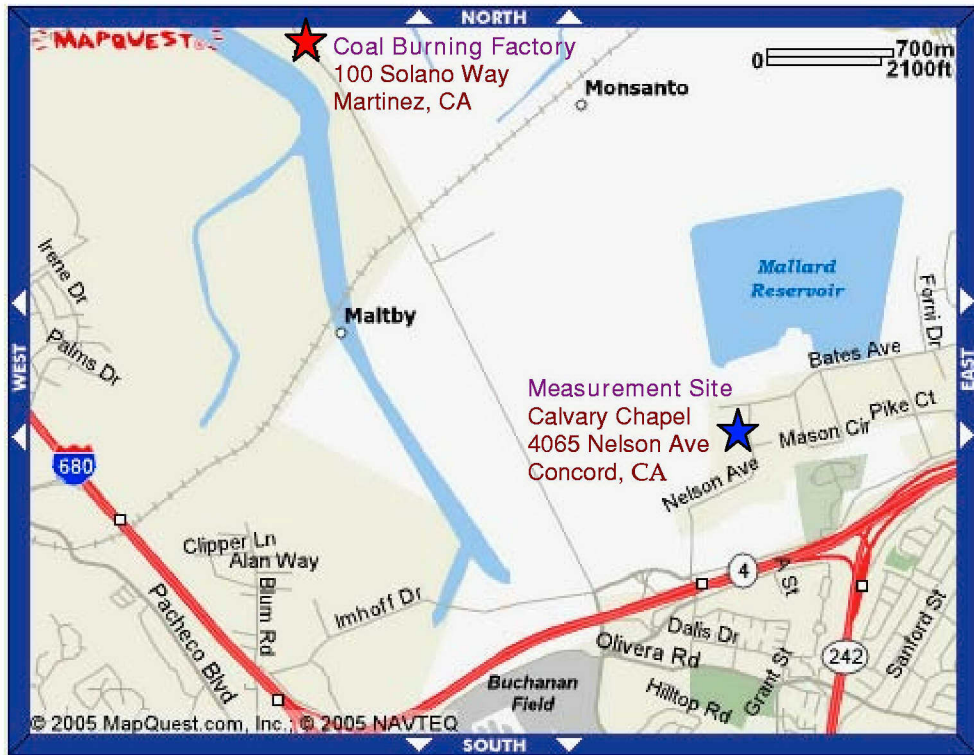 NORTH
MAPQUEST
Coal Burning Factory
100 Solano Way
Martinez, CA
0 700m
2100ft
Monsanto
Mallard
Reservoir
Irene Dr
Forni Dr
Maltby
WEST
EAST
Palms Dr
Bates Ave
Measurement Site
Calvary Chapel
4065 Nelson Ave
Concord, CA
Pike Ct
Mason Cir
Nelson Ave
680
Clipper Ln
Alan Way
4
A St
Blum Rd
Imhoff Dr
Pacheco Blvd
Dalis Dr
Olivera Rd
Sanford St
242
Grant St
Hilltop Rd
Buchanan
Field
© 2005 MapQuest.com, Inc.; © 2005 NAVTEQ
SOUTH